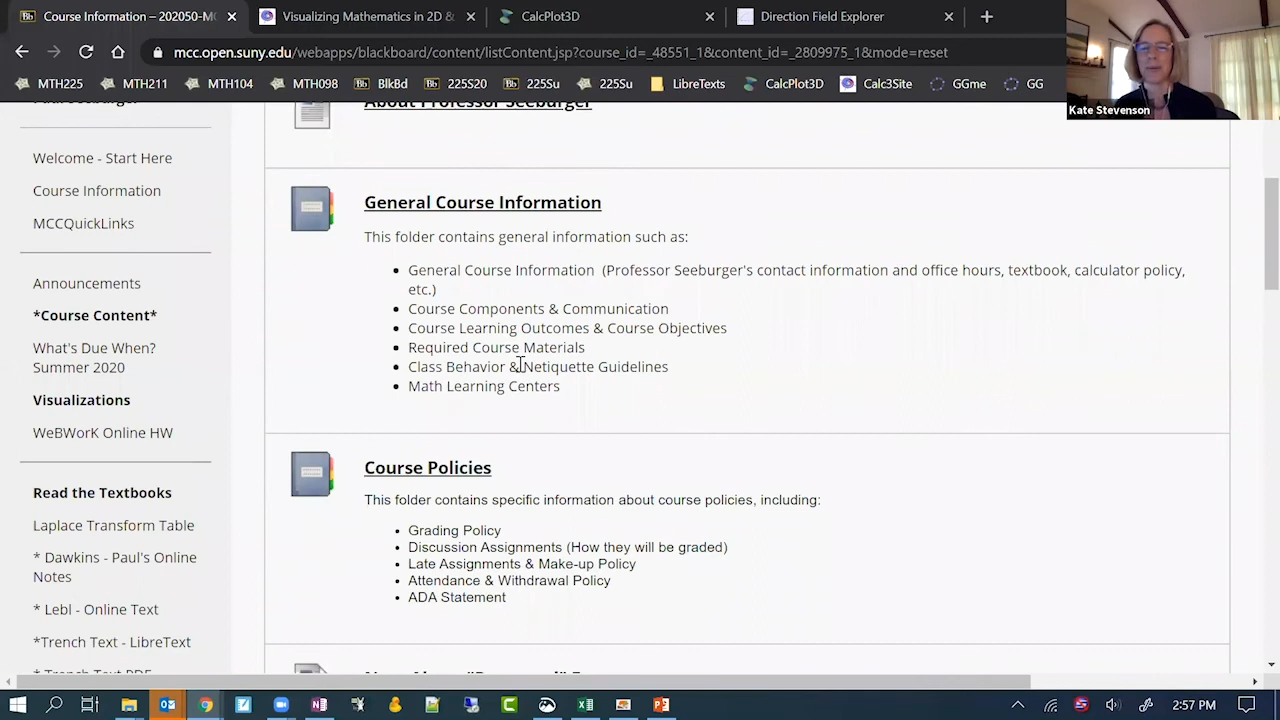 Course Information – 202050-MC
Visualizing Mathematics in 2D &
CalcPlot3D
Direction Field Explorer
mcc.open.suny.edu/webapps/blackboard/content/listContent.jsp?course_id=_48551_1&content_id=_2809975_1&mode=reset
MTH225
MTH211
MTH104
MTH098
Bb
BlkBd
Bb
225S20
Bb
225Su
225Su
LibreTexts
CalcPlot3D
Calc3Site
GGme
GG
Kate Stevenson
Welcome - Start Here
Course Information
MCCQuickLinks
Announcements
*Course Content*
What's Due When?
Summer 2020
Visualizations
WeBWorK Online HW
Read the Textbooks
Laplace Transform Table
* Dawkins - Paul's Online
Notes
* Lebl - Online Text
*Trench Text - LibreText
* Trench Text PDF
About Professor Seeburger
General Course Information
This folder contains general information such as:
• General Course Information (Professor Seeburger's contact information and office hours, textbook, calculator policy,
etc.)
• Course Components & Communication
• Course Learning Outcomes & Course Objectives
• Required Course Materials
• Class Behavior & Netiquette Guidelines
• Math Learning Centers
Course Policies
This folder contains specific information about course policies, including:
• Grading Policy
• Discussion Assignments (How they will be graded)
• Late Assignments & Make-up Policy
• Attendance & Withdrawal Policy
• ADA Statement
2:57 PM